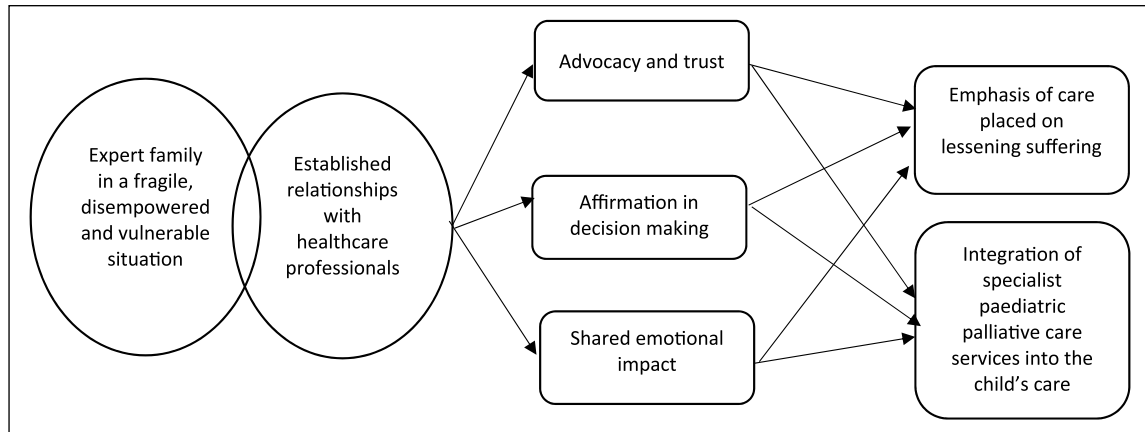 Expert family
in a fragile,
disempowered
and vulnerable
situation
Established
relationships
with
healthcare
professionals
Advocacy and trust
Affirmation in
decision making
Shared emotional
impact
Emphasis of care
placed on
lessening suffering
Integration of
specialist
paediatric
palliative care
services into the
child’s care